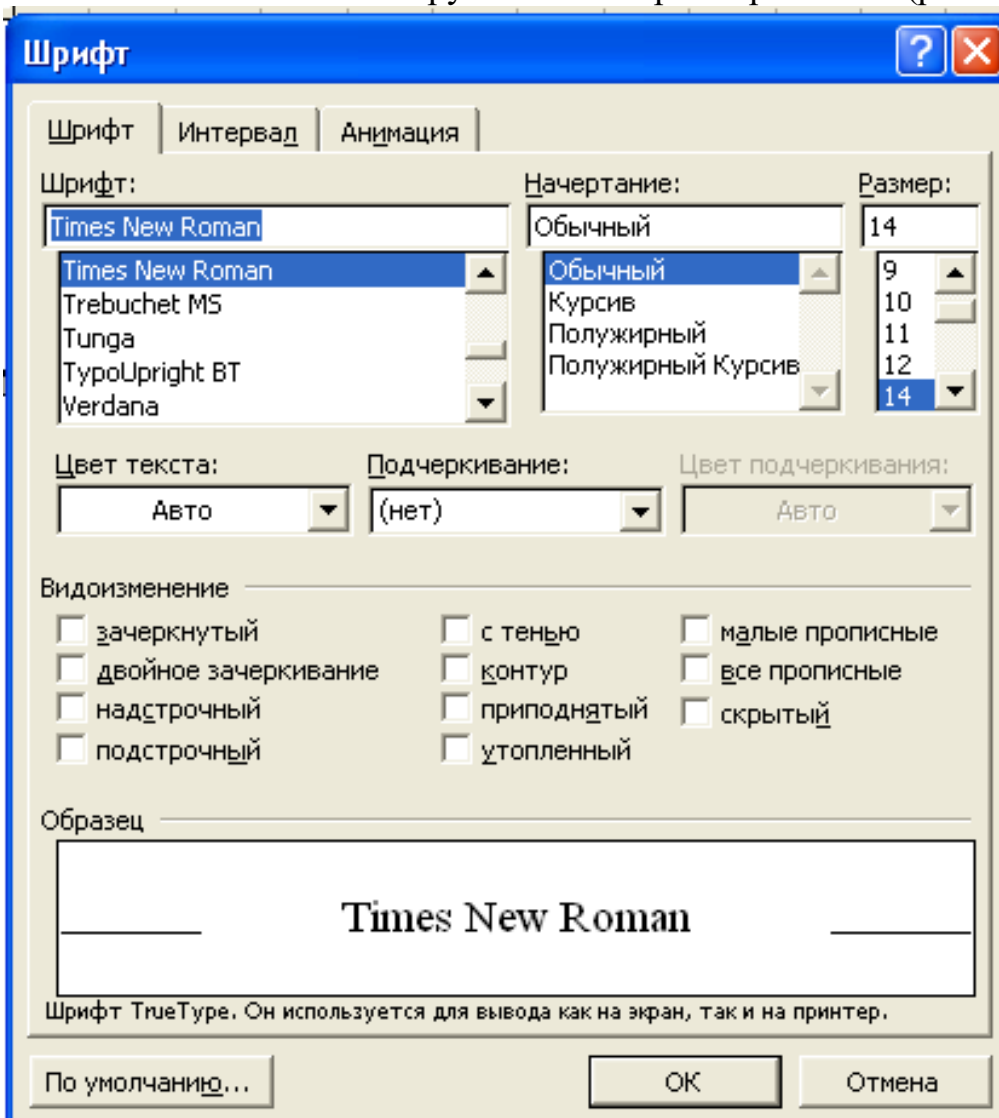 Шрифт
Шрифт Интервал Анимация
Шрифт: Начертание: Размер:
Times New Roman Обычный 14
Times New Roman Обычный 9
Trebuchet MS Курсив 10
Tunga Полужирный 11
TypoUpright BT Полужирный Курсив 12
Verdana 14
Цвет текста: Подчеркивание: Цвет подчеркивания:
Авто (нет) Авто
Видоизменение
зачеркнутый с тенью малые прописные
двойное зачеркивание контур все прописные
надстрочный приподнятый скрытый
подстрочный утопленный
Образец
Times New Roman
Шрифт TrueType. Он используется для вывода как на экран, так и на принтер.
По умолчанию... ОК Отмена